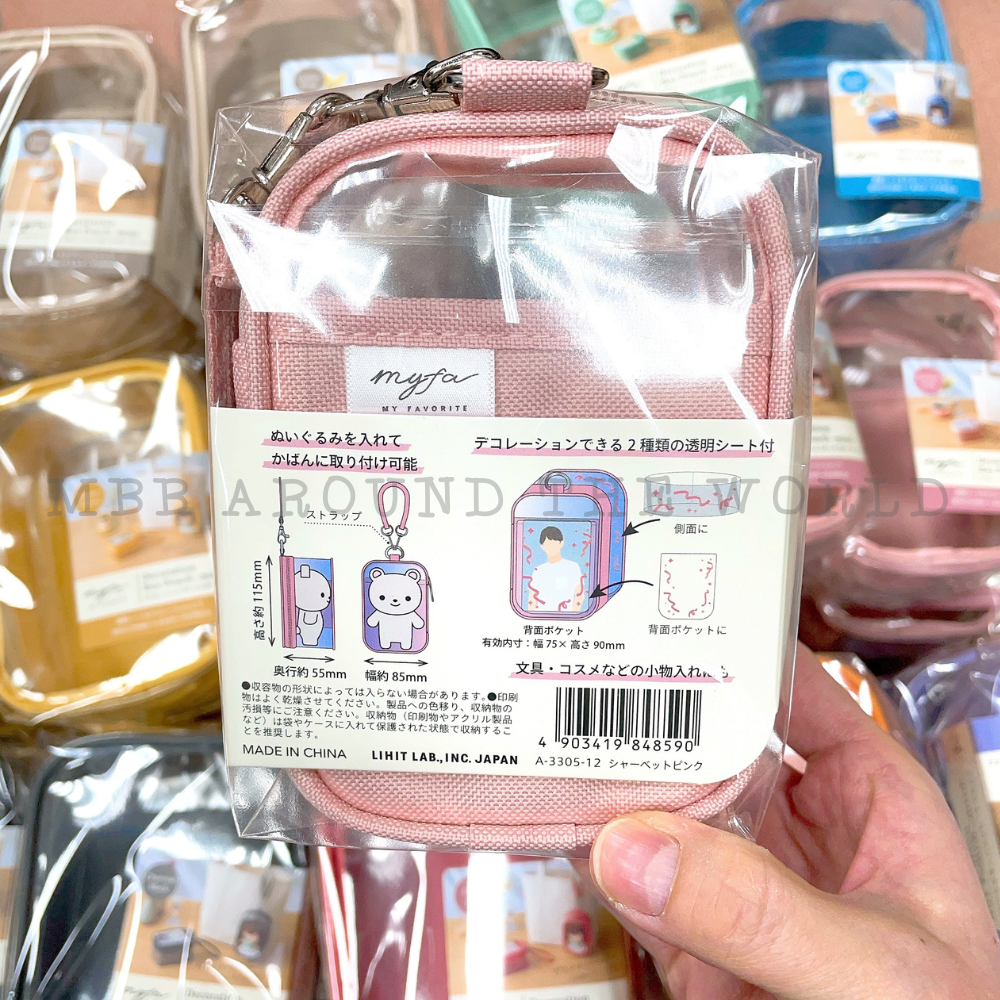 myfa
MY FAVORITE
ぬいぐるみを入れて
かばんに取り付け可能
デコレーションできる2種類の透明シート付
MBB AROUND THE WORLD
ストラップ
側面に
高さ約115mm
背面ポケット
背面ポケットに
有効内寸:幅75×高さ90mm
奥行約55mm
幅約85mm
文具・コスメなどの小物入れにも
●収容物の形状によっては入らない場合があります。●印刷
物はよく乾燥させてください。製品への色移り、収納物の
汚損等にご注意ください。収納物(印刷物やアクリル製品
など)は袋やケースに入れて保護された状態で収納するこ
とを推奨します。
4 903419 848590
MADE IN CHINA
LIHIT LAB., INC. JAPAN
A-3305-12 シャーベットピンク